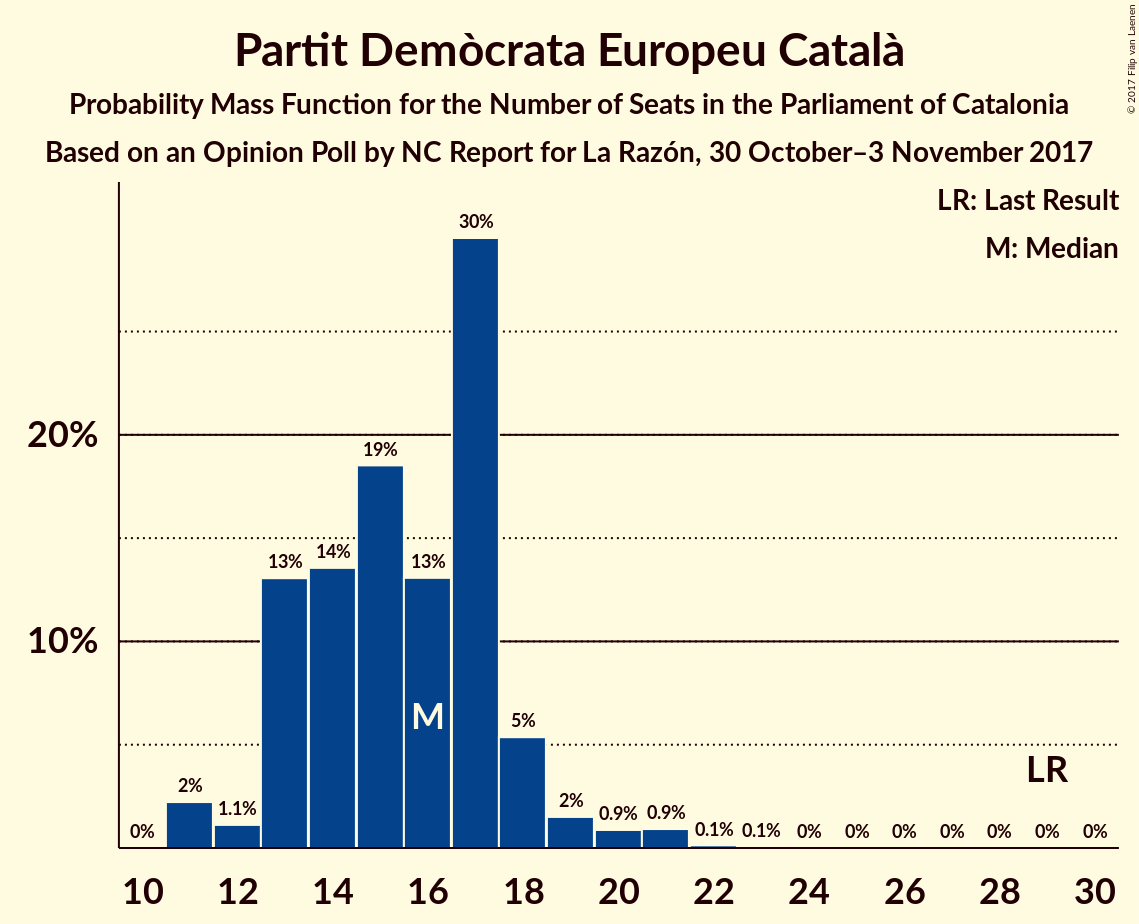 Partit Demòcrata Europeu Català
Probability Mass Function for the Number of Seats in the Parliament of Catalonia
Based on an Opinion Poll by NC Report for La Razón, 30 October–3 November 2017
© 2017 Filip van Laenen
LR: Last Result
M: Median
30%
20%
19%
13%
14%
13%
10%
M
5%
LR
2%
1.1%
2%
0.9%
0.9%
0%
0.1%
0.1%
0%
0%
0%
0%
0%
0%
0%
10 12 14 16 18 20 22 24 26 28 30